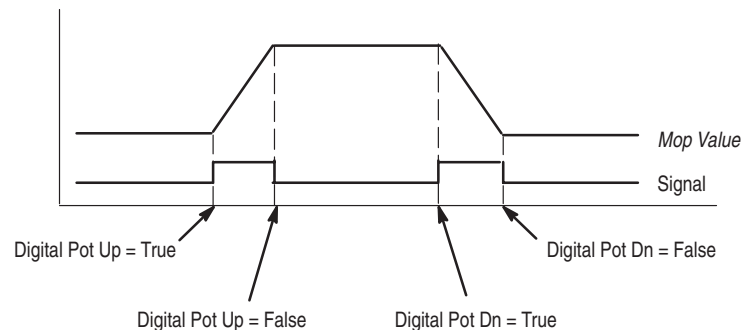 Mop Value
Signal
Digital Pot Up = True
Digital Pot Dn = False
Digital Pot Up = False
Digital Pot Dn = True